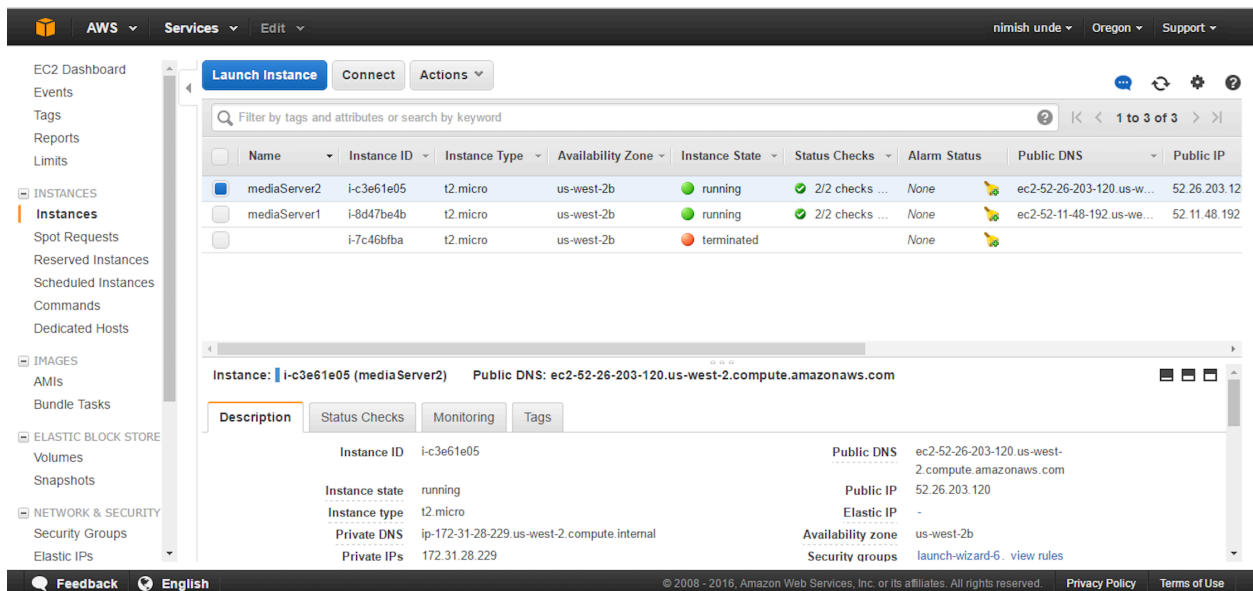 AWS Services Edit nimish unde Oregon Support
EC2 Dashboard
Events
Tags
Reports
Limits
INSTANCES
Instances
Spot Requests
Reserved Instances
Scheduled Instances
Commands
Dedicated Hosts
IMAGES
AMIs
Bundle Tasks
ELASTIC BLOCK STORE
Volumes
Snapshots
NETWORK & SECURITY
Security Groups
Elastic IPs
Launch Instance Connect Actions
Filter by tags and attributes or search by keyword 1 to 3 of 3
Name Instance ID Instance Type Availability Zone Instance State Status Checks Alarm Status Public DNS Public IP
mediaServer2 i-c3e61e05 t2.micro us-west-2b running 2/2 checks ... None ec2-52-26-203-120.us-w... 52.26.203.12
mediaServer1 i-8d47be4b t2.micro us-west-2b running 2/2 checks ... None ec2-52-11-48-192.us-we... 52.11.48.192
i-7c46bfba t2.micro us-west-2b terminated None
Instance: i-c3e61e05 (mediaServer2) Public DNS: ec2-52-26-203-120.us-west-2.compute.amazonaws.com
Description Status Checks Monitoring Tags
Instance ID i-c3e61e05 Public DNS ec2-52-26-203-120.us-west-
2.compute.amazonaws.com
Instance state running Public IP 52.26.203.120
Instance type t2.micro Elastic IP -
Private DNS ip-172-31-28-229.us-west-2.compute.internal Availability zone us-west-2b
Private IPs 172.31.28.229 Security groups launch-wizard-6. view rules
Feedback English © 2008 - 2016, Amazon Web Services, Inc. or its affiliates. All rights reserved. Privacy Policy Terms of Use